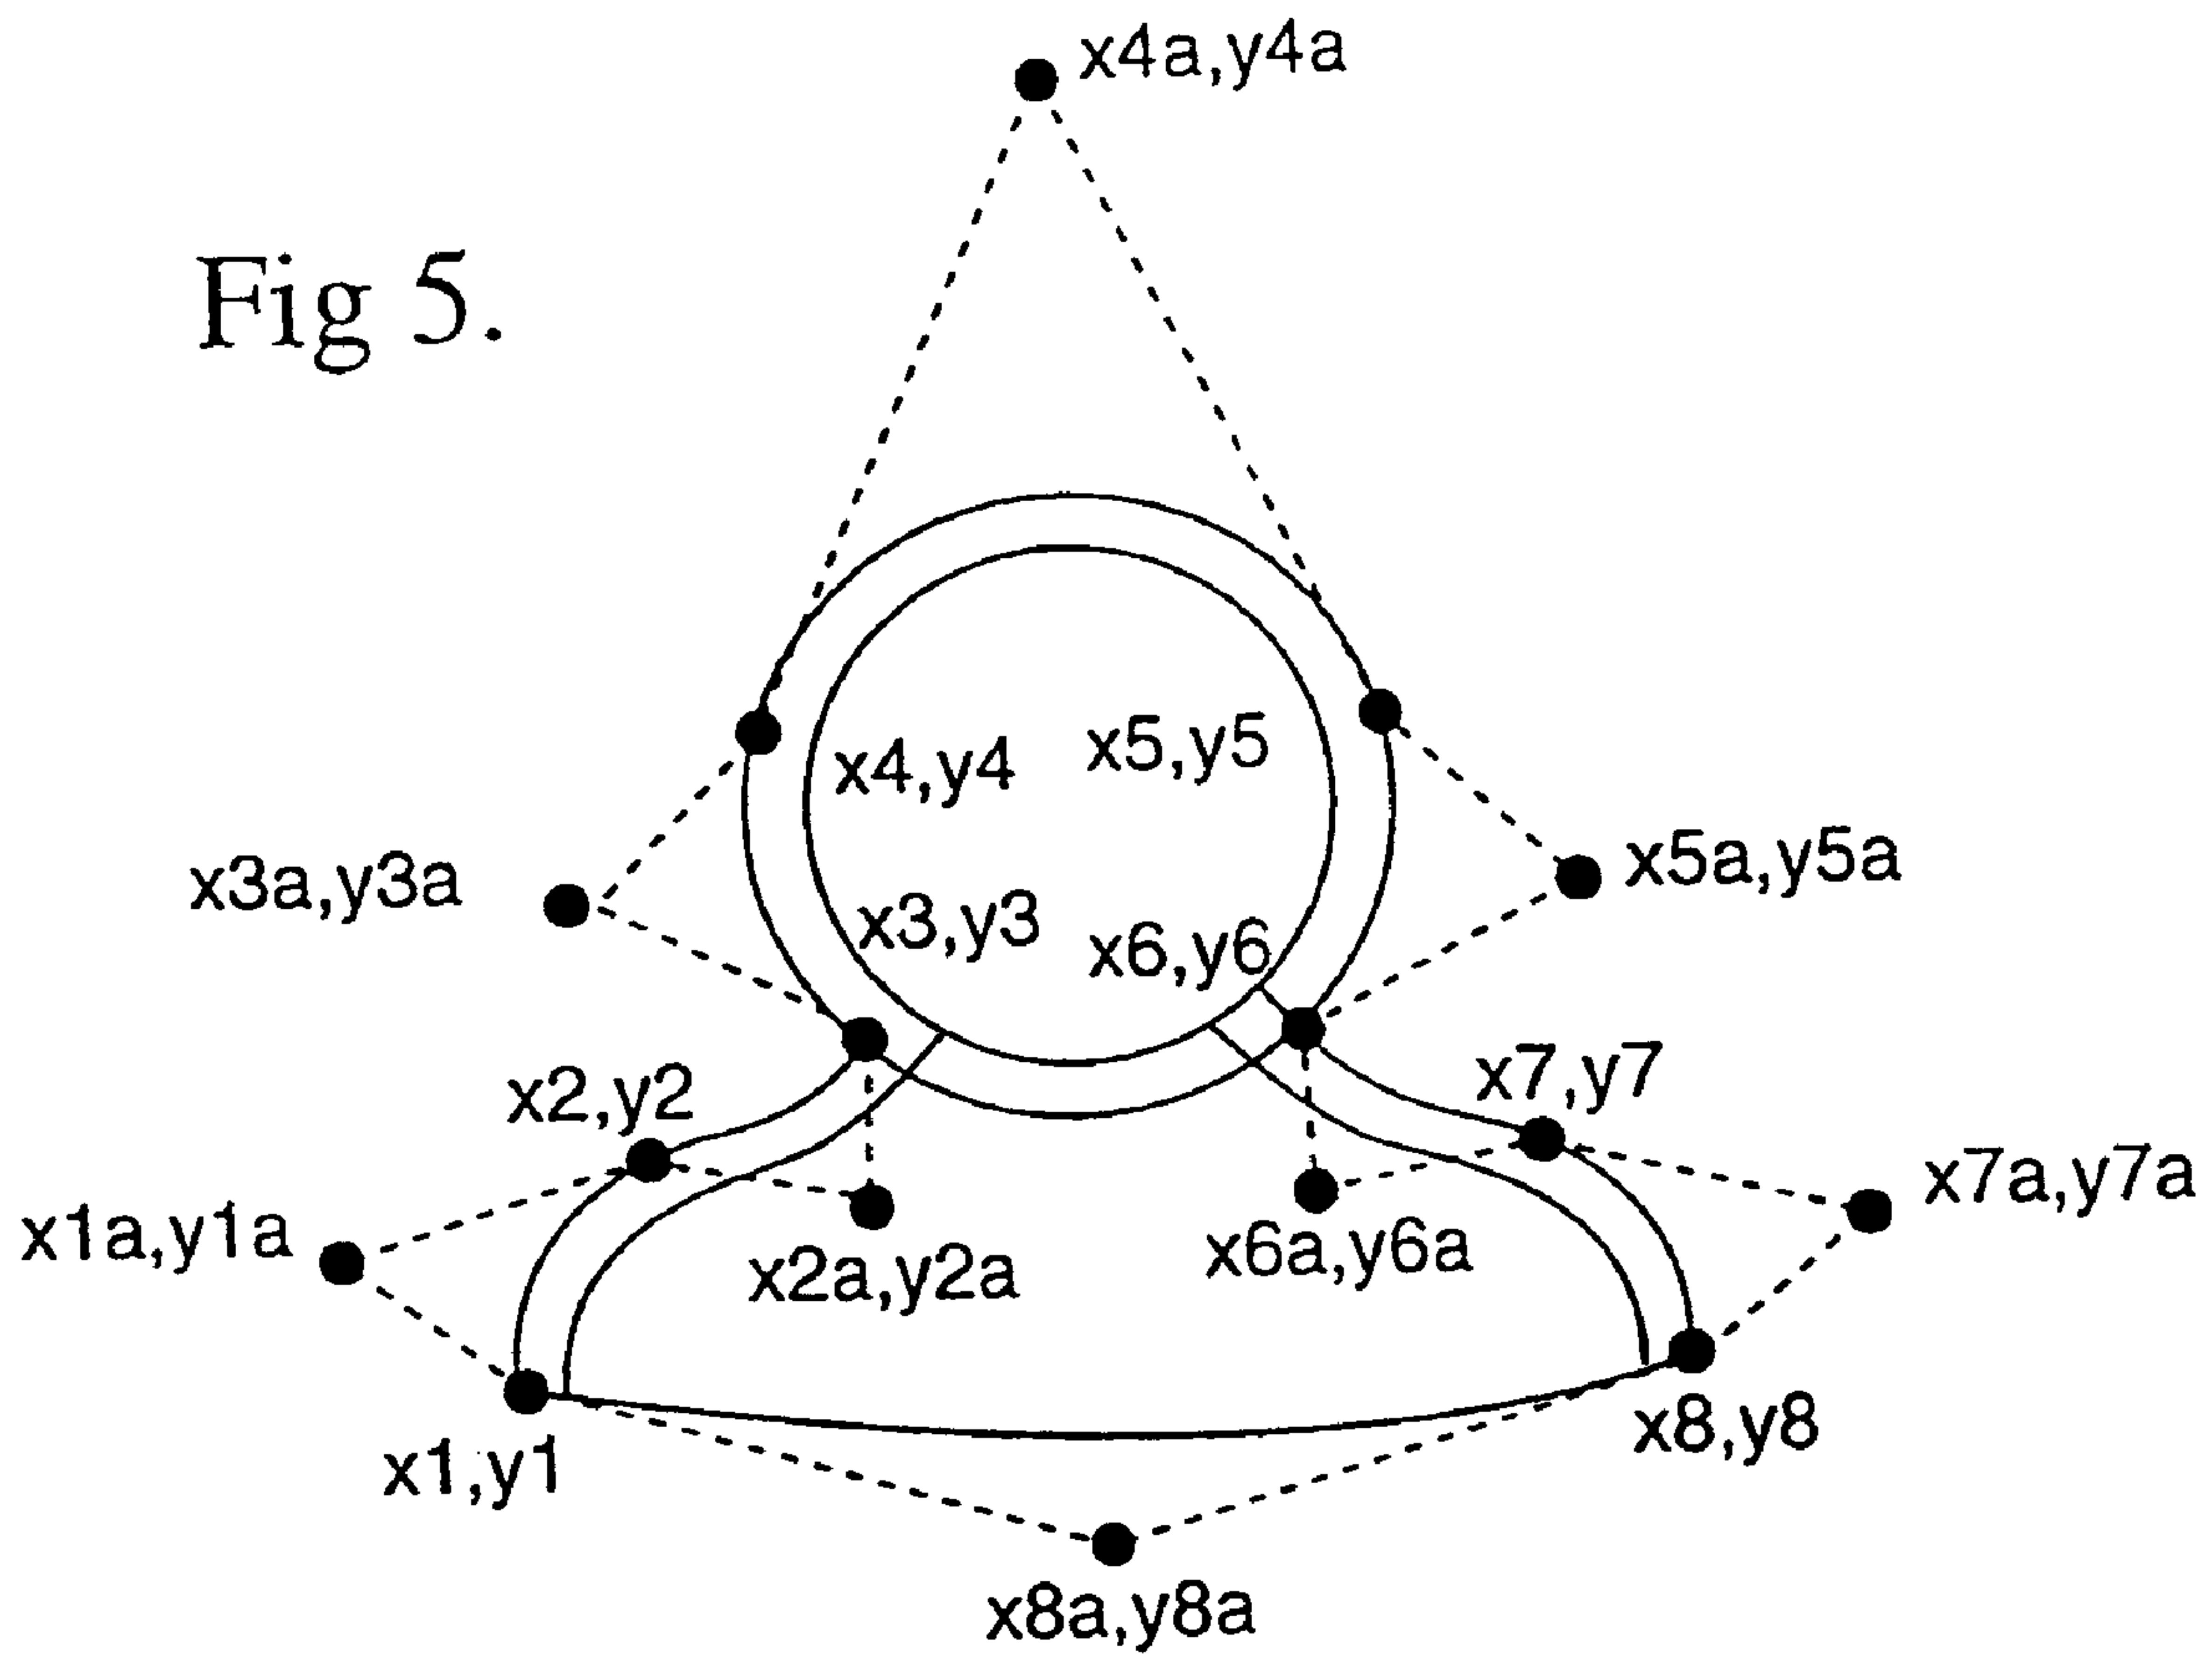 x4a,y4a
Fig 5.
x4,y4
x5,y5
x3a,y3a
x5a,y5a
x3,y3
x6,y6
x2,y2
x7,y7
x1a,y1a
x2a,y2a
x6a,y6a
x7a,y7a
x1,y1
x8,y8
x8a,y8a